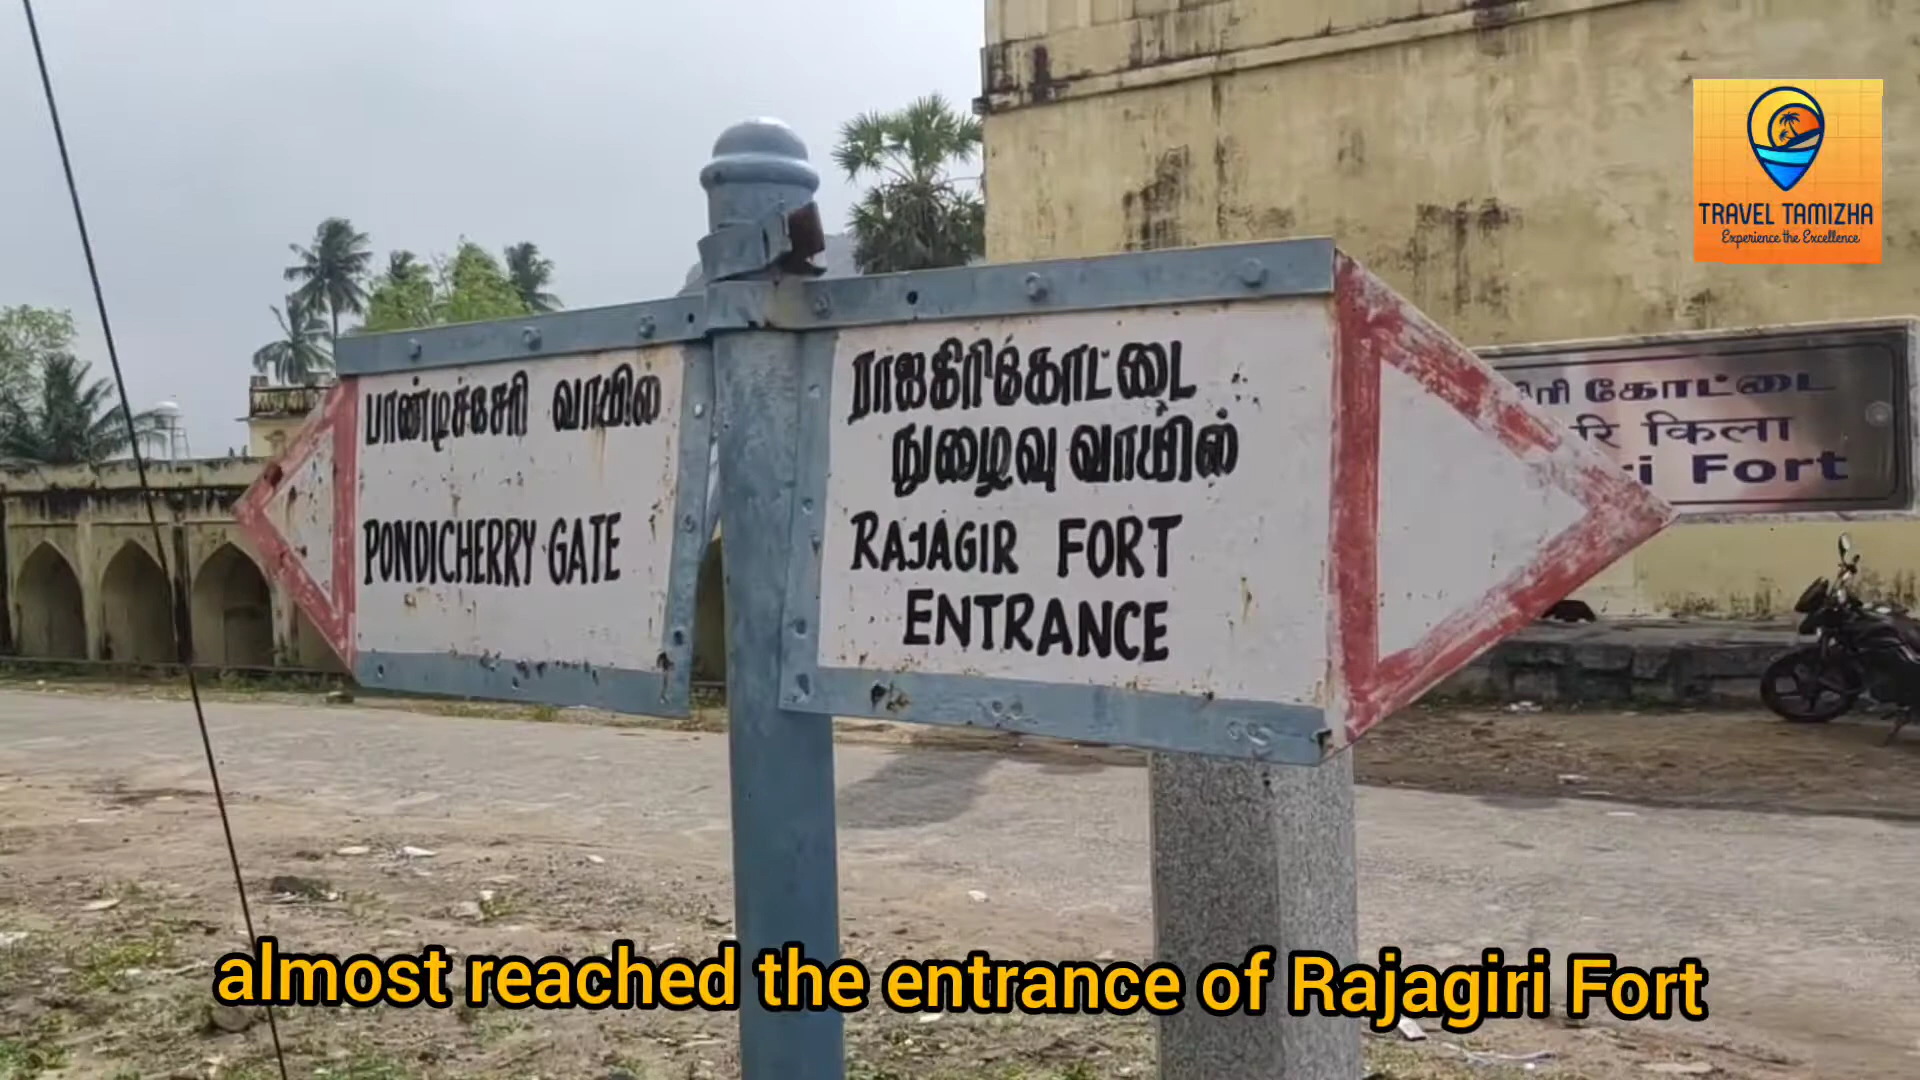 TRAVEL TAMIZHA
Experience the Excellence
பாண்டிச்சேரி வாயில்
PONDICHERRY GATE
ராஜகிரிகோட்டை
நுழைவு வாயில்
RAJAGIR FORT
ENTRANCE
கோட்டை
किला
Fort
almost reached the entrance of Rajagiri Fort